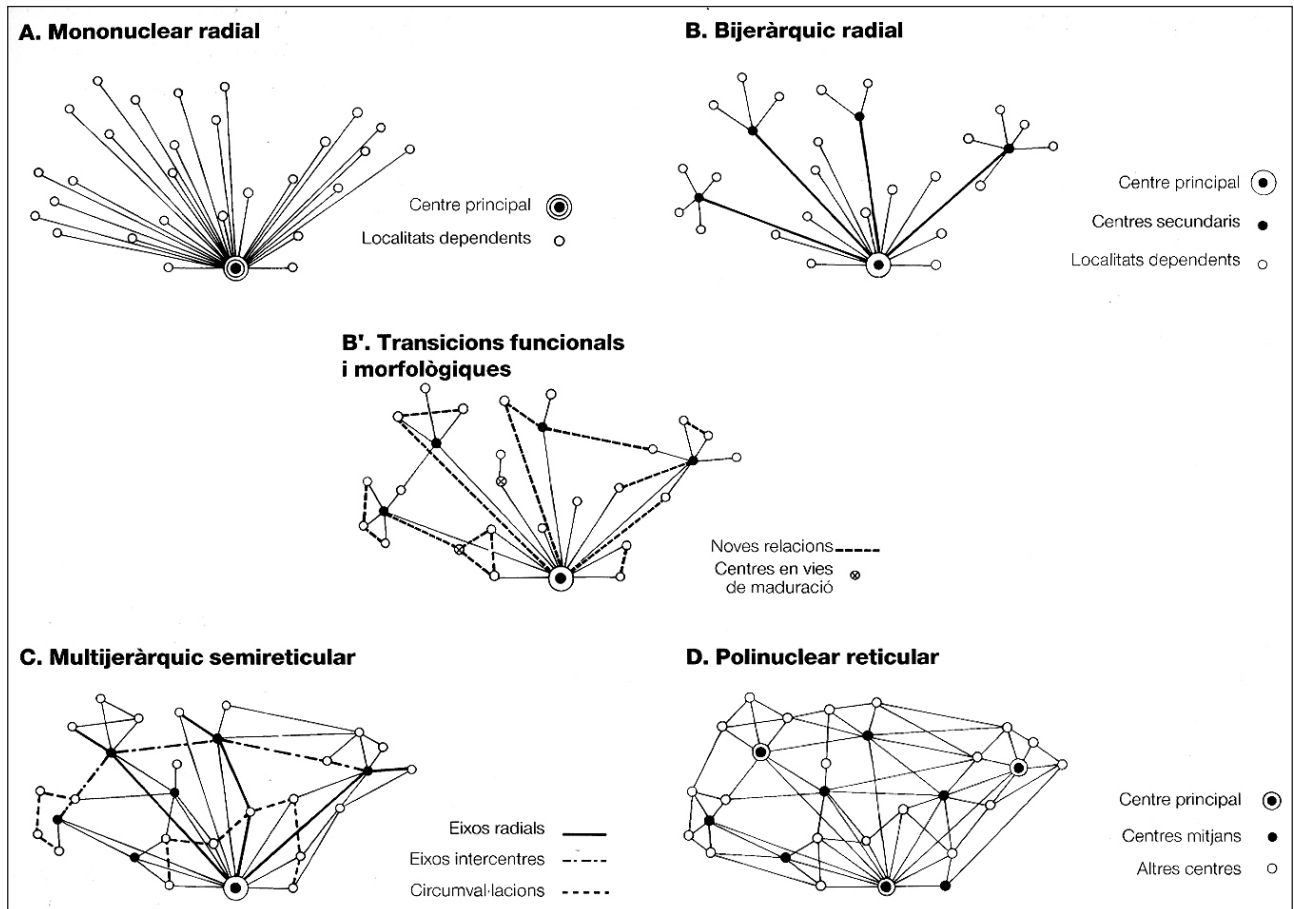 A. Mononuclear radial
Centre principal
Localitats dependents
B. Bijeràrquic radial
Centre principal
Centres secundaris
Localitats dependents
B'. Transicions funcionals
i morfològiques
Noves relacions
Centres en vies
de maduració
C. Multijeràrquic semireticular
Eixos radials
Eixos intercentres
Circumval·lacions
D. Polinuclear reticular
Centre principal
Centres mitjans
Altres centres